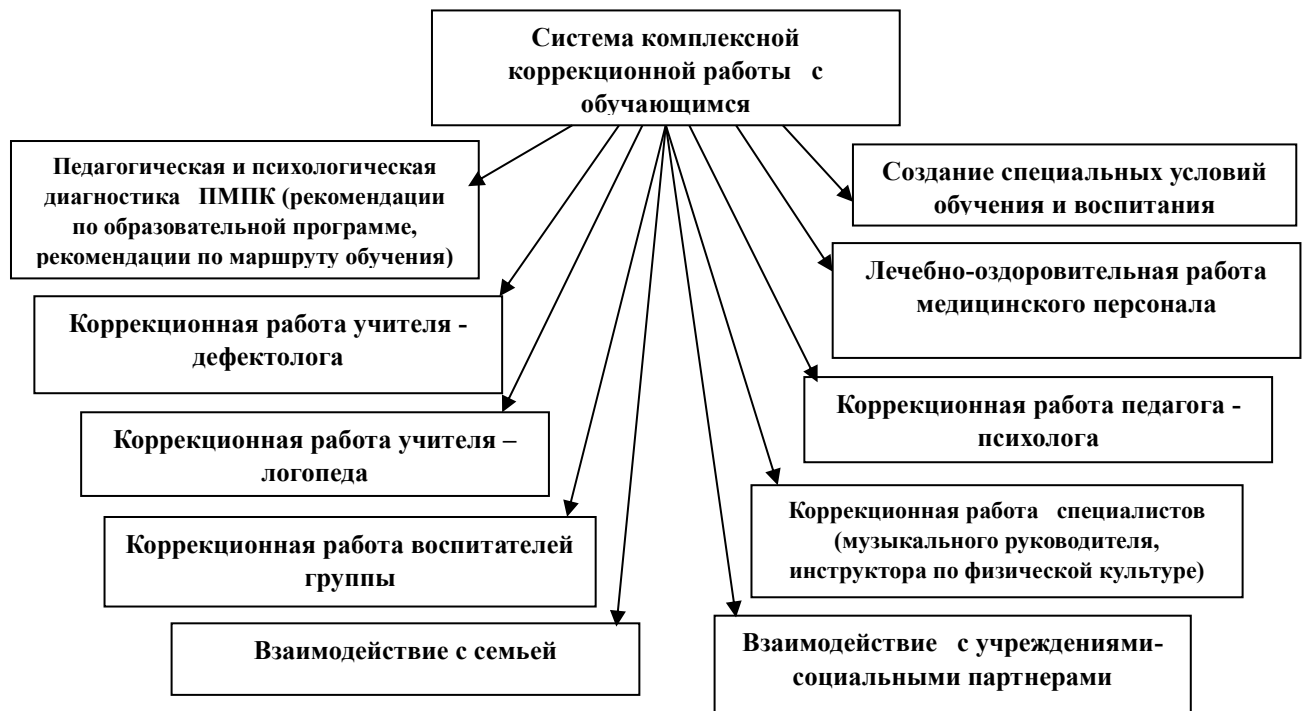 Система комплексной
коррекционной работы с
обучающимся
Педагогическая и психологическая
диагностика ПМПК (рекомендации
по образовательной программе,
рекомендации по маршруту обучения)
Создание специальных условий
обучения и воспитания
Лечебно-оздоровительная работа
медицинского персонала
Коррекционная работа учителя -
дефектолога
Коррекционная работа педагога -
психолога
Коррекционная работа учителя –
логопеда
Коррекционная работа специалистов
(музыкального руководителя,
инструктора по физической культуре)
Коррекционная работа воспитателей
группы
Взаимодействие с семьей
Взаимодействие с учреждениями-
социальными партнерами